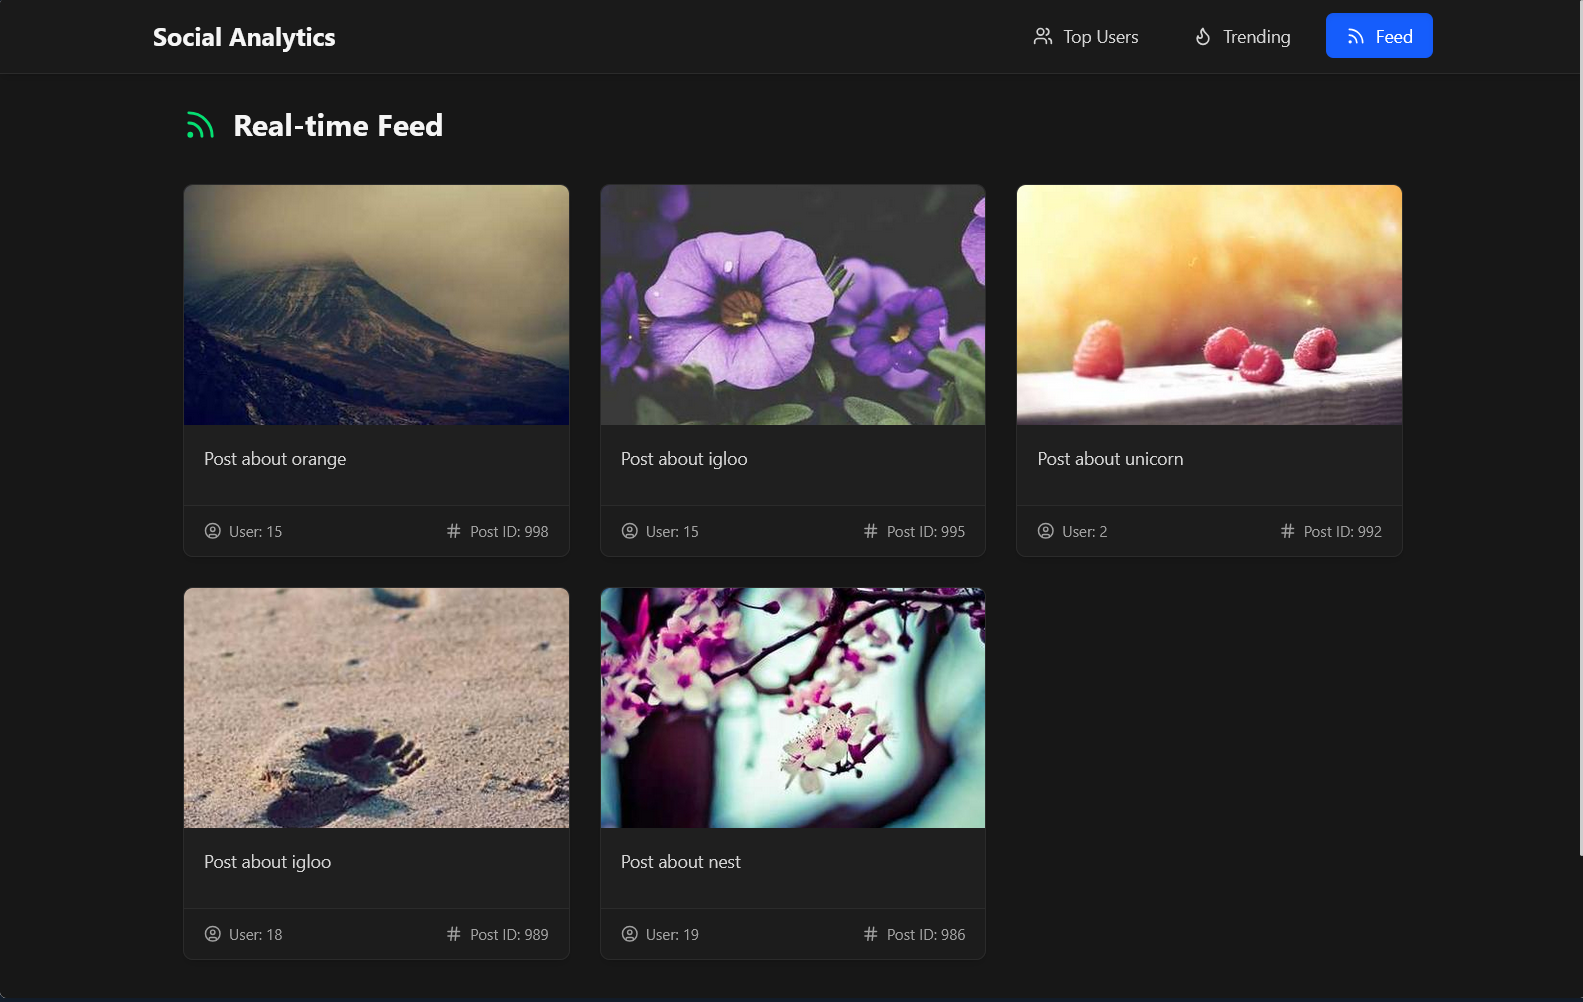 Social Analytics
Top Users
Trending
Feed
Real-time Feed
Post about orange
User: 15
Post ID: 998
Post about igloo
User: 15
Post ID: 995
Post about unicorn
User: 2
Post ID: 992
Post about igloo
User: 18
Post ID: 989
Post about nest
User: 19
Post ID: 986